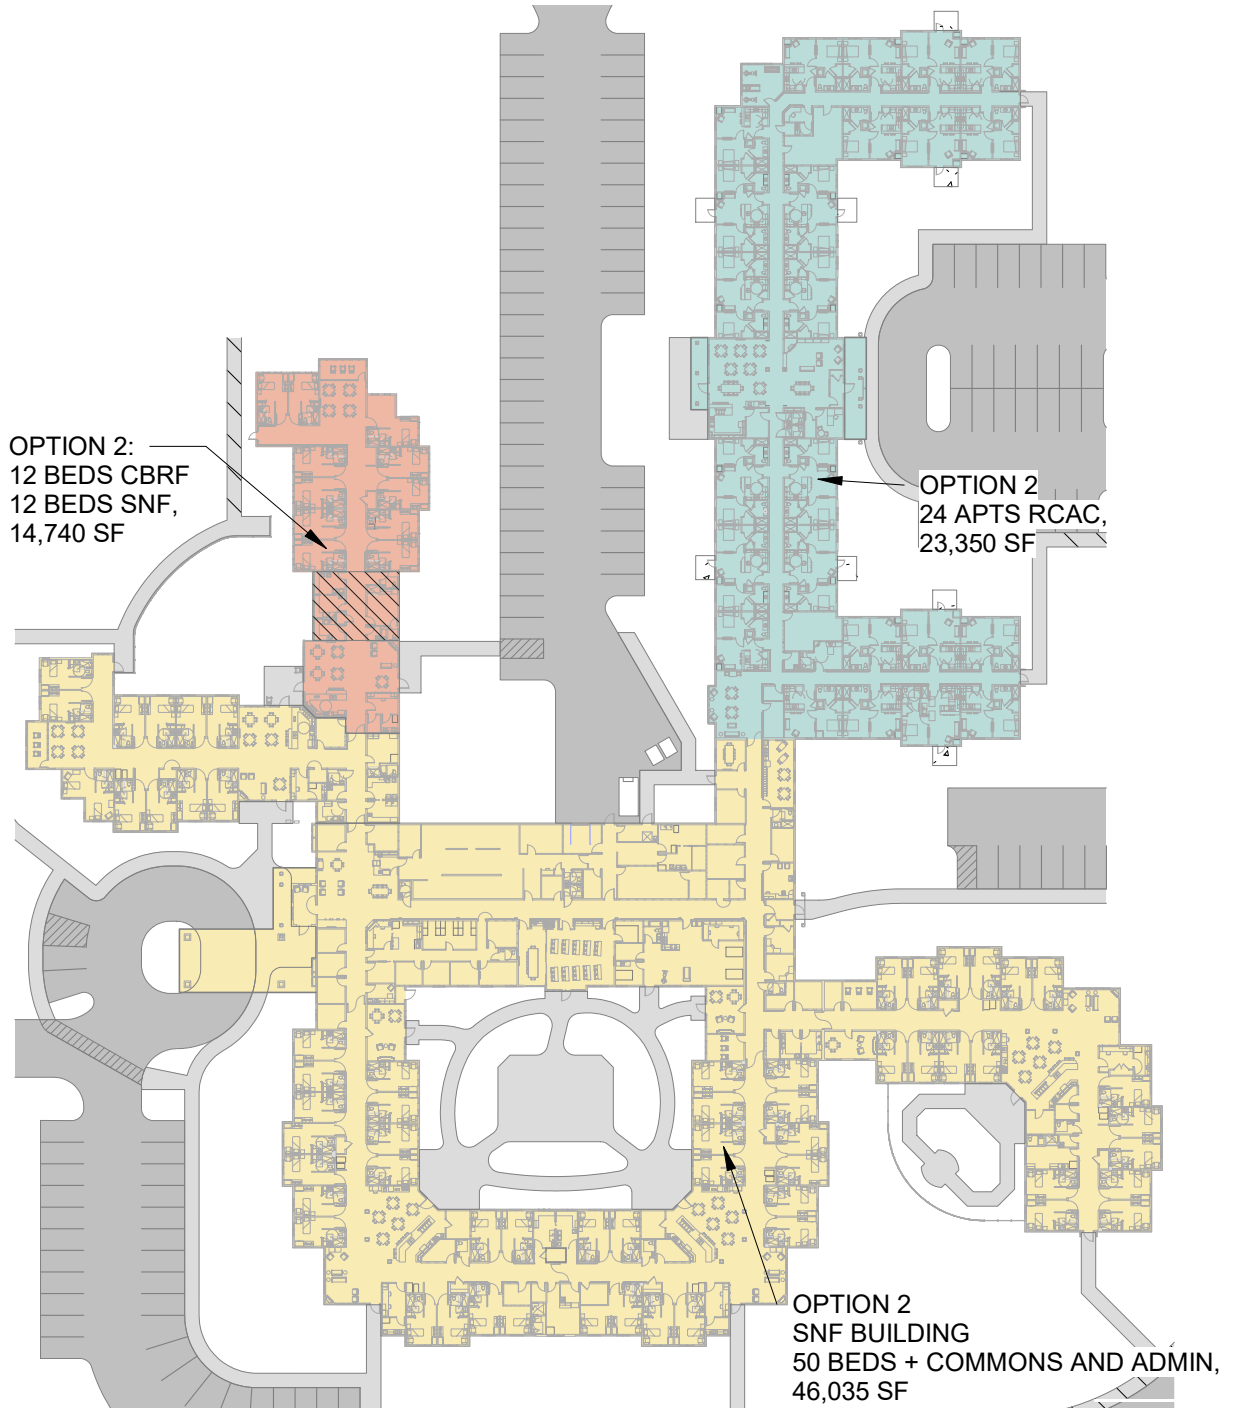 OPTION 2:
12 BEDS CBRF
12 BEDS SNF,
14,740 SF
OPTION 2
24 APTS RCAC,
23,350 SF
OPTION 2
SNF BUILDING
50 BEDS + COMMONS AND ADMIN,
46,035 SF